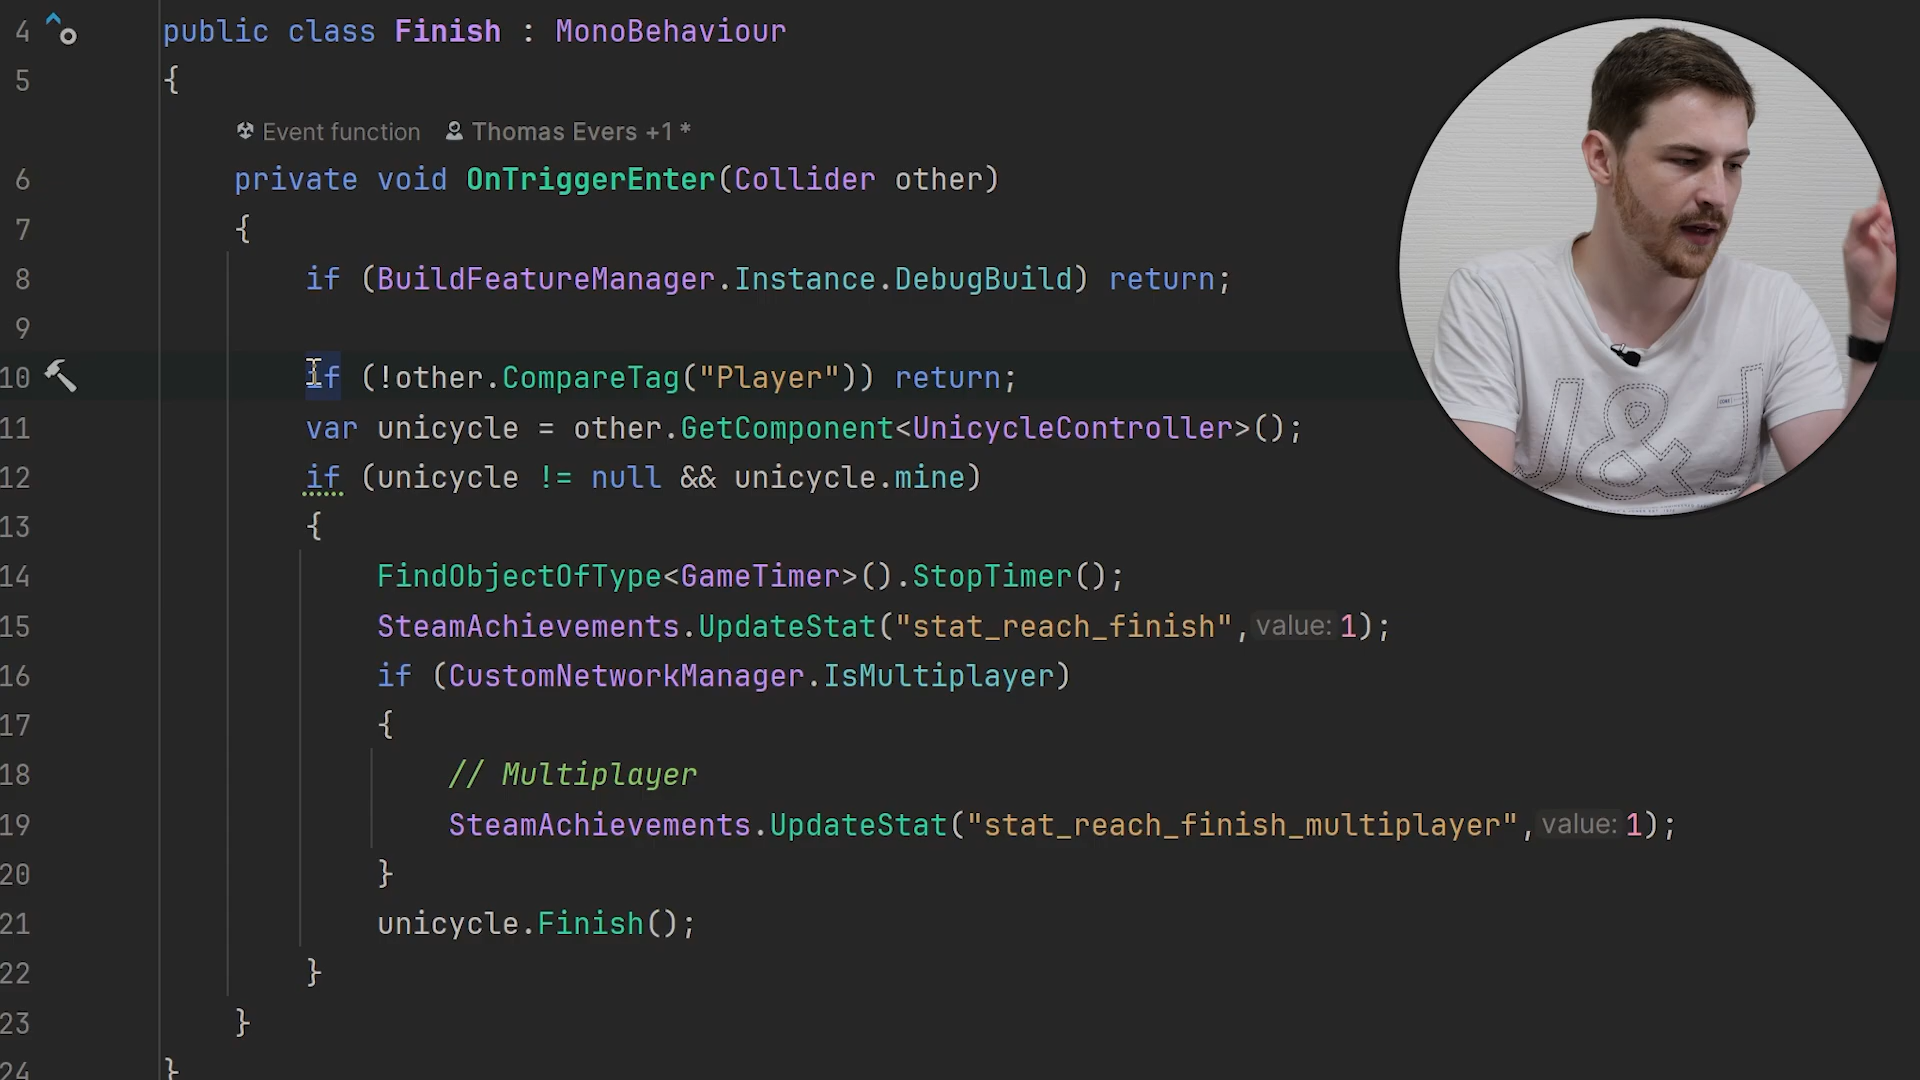 4 public class Finish : MonoBehaviour
5 {
Event function Thomas Evers +1 *
6 private void OnTriggerEnter(Collider other)
7 {
8 if (BuildFeatureManager.Instance.DebugBuild) return;
9
10 if (!other.CompareTag("Player")) return;
11 var unicycle = other.GetComponent<UnicycleController>();
12 if (unicycle != null && unicycle.mine)
13 {
14 FindObjectOfType<GameTimer>().StopTimer();
15 SteamAchievements.UpdateStat("stat_reach_finish", value: 1);
16 if (CustomNetworkManager.IsMultiplayer)
17 {
18 // Multiplayer
19 SteamAchievements.UpdateStat("stat_reach_finish_multiplayer", value: 1);
20 }
21 unicycle.Finish();
22 }
23 }
24 }
J&J